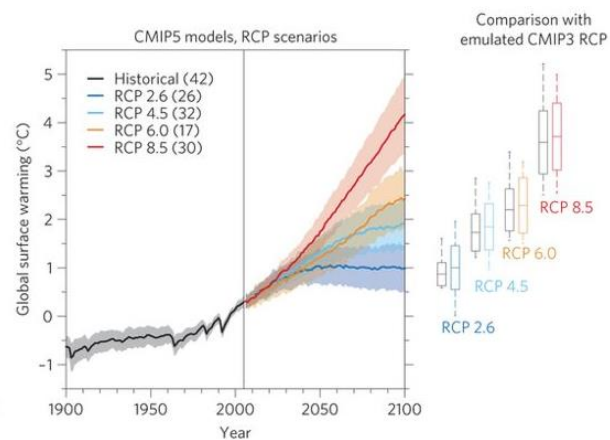 CMIP5 models, RCP scenarios
Comparison with
emulated CMIP3 RCP
Global surface warming (°C)
5
4
3
2
1
0
−1
Historical (42)
RCP 2.6 (26)
RCP 4.5 (32)
RCP 6.0 (17)
RCP 8.5 (30)
RCP 8.5
RCP 6.0
RCP 4.5
RCP 2.6
1900 1950 2000 2050 2100
Year